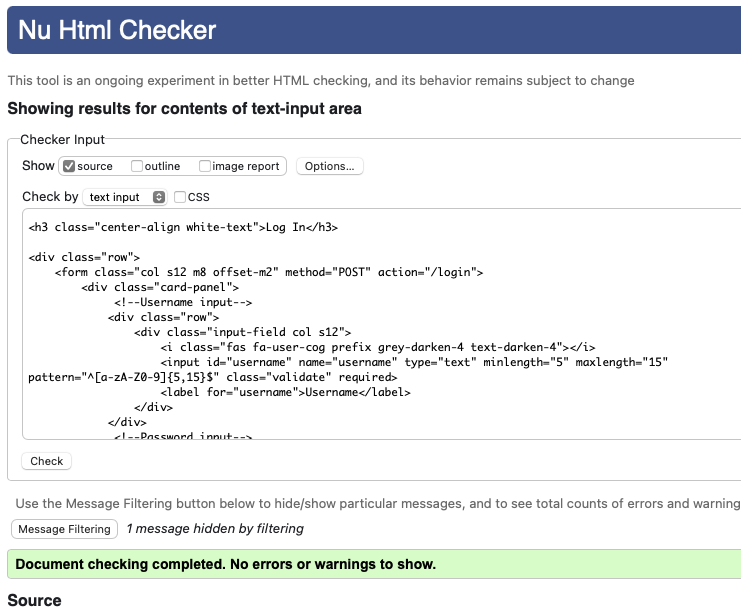 Nu Html Checker
This tool is an ongoing experiment in better HTML checking, and its behavior remains subject to change
Showing results for contents of text-input area
Checker Input
Show source outline image report Options...
Check by text input CSS
<h3 class="center-align white-text">Log In</h3>
<div class="row">
<form class="col s12 m8 offset-m2" method="POST" action="/login">
<div class="card-panel">
<!--Username input-->
<div class="row">
<div class="input-field col s12">
<i class="fas fa-user-cog prefix grey-darken-4 text-darken-4"></i>
<input id="username" name="username" type="text" minlength="5" maxlength="15"
pattern="^[a-zA-Z0-9]{5,15}$" class="validate" required>
<label for="username">Username</label>
</div>
</div>
<!--Password input-->
Check
Use the Message Filtering button below to hide/show particular messages, and to see total counts of errors and warning
Message Filtering 1 message hidden by filtering
Document checking completed. No errors or warnings to show.
Source